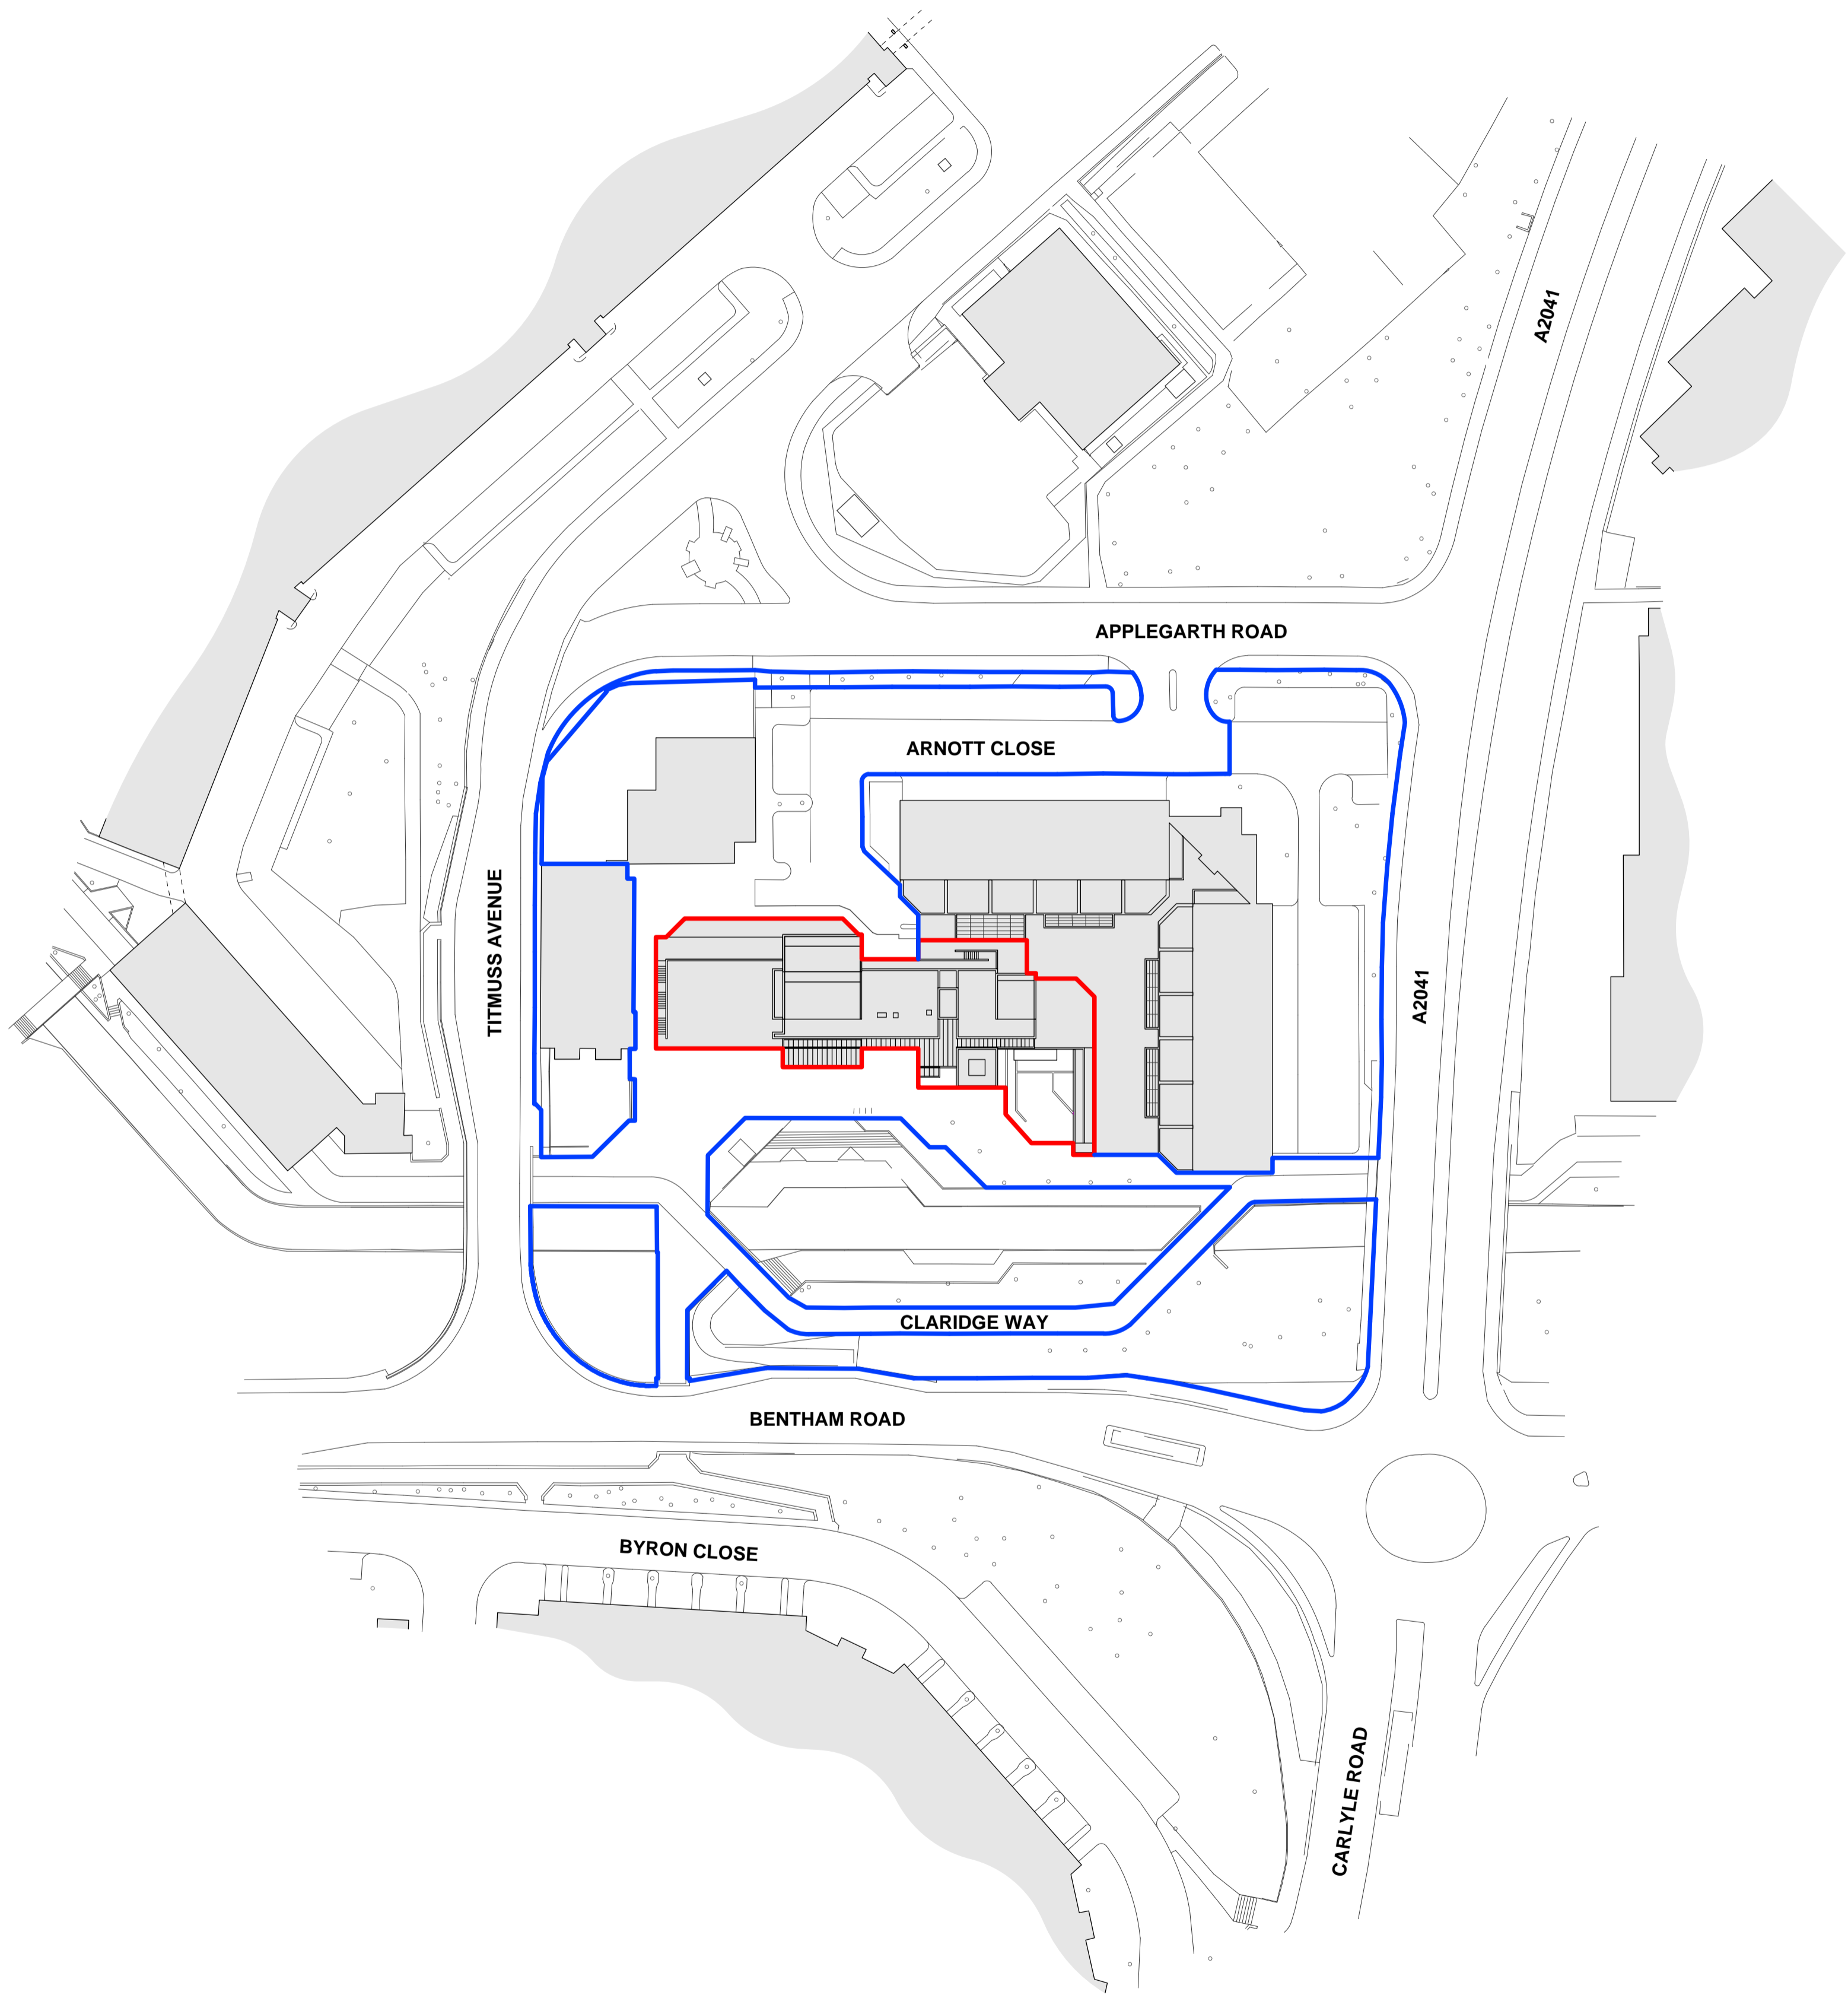 A2041
APPLEGARTH ROAD
ARNOTT CLOSE
TITMUSS AVENUE
A2041
CLARIDGE WAY
BENTHAM ROAD
BYRON CLOSE
CARLYLE ROAD